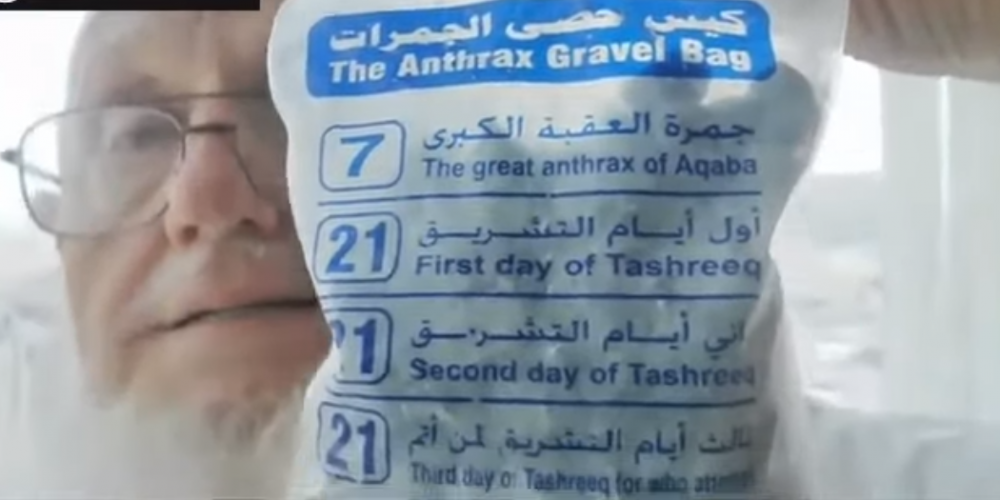 كيس حصى الجمرات
The Anthrax Gravel Bag
7
جمرة العقبة الكبرى
The great anthrax of Aqaba
21
أول أيام التشريق
First day of Tashreeq
أيام التشريق
Second day of Tashreeq
21
أيام التشريق لمن أتم
Third day of Tashreeq for who